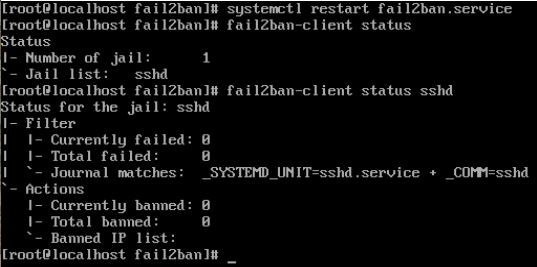 [root@localhost fail2ban]# systemctl restart fail2ban.service
[root@localhost fail2ban]# fail2ban-client status
Status
|- Number of jail:      1
`- Jail list:   sshd
[root@localhost fail2ban]# fail2ban-client status sshd
Status for the jail: sshd
|- Filter
|  |- Currently failed: 0
|  |- Total failed:     0
|  `- Journal matches:  _SYSTEMD_UNIT=sshd.service + _COMM=sshd
`- Actions
   |- Currently banned: 0
   |- Total banned:     0
   `- Banned IP list:
[root@localhost fail2ban]# _